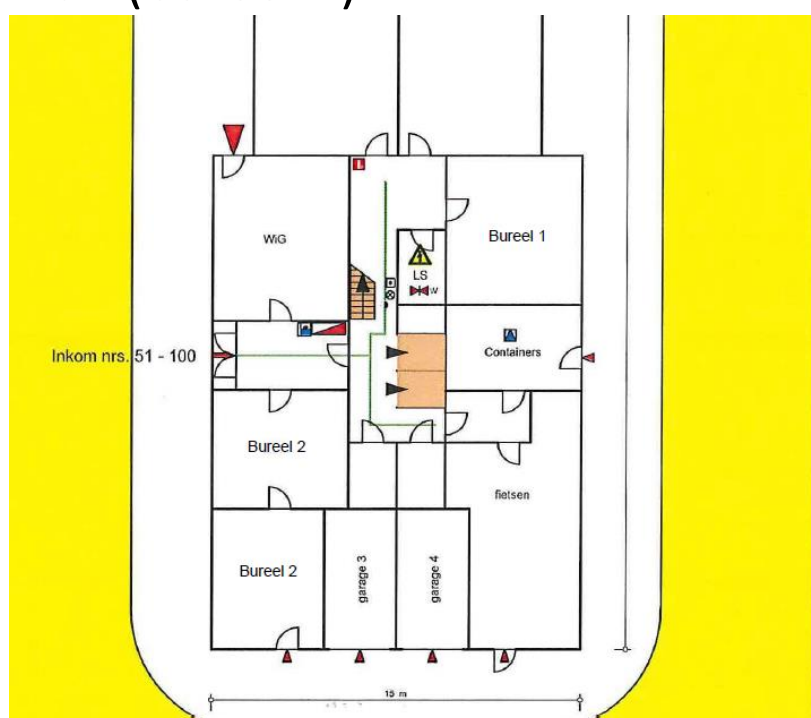 WiG
Bureel 1
LS
W
Inkom nrs. 51 - 100
Containers
Bureel 2
fietsen
Bureel 2
garage 3
garage 4
15 m